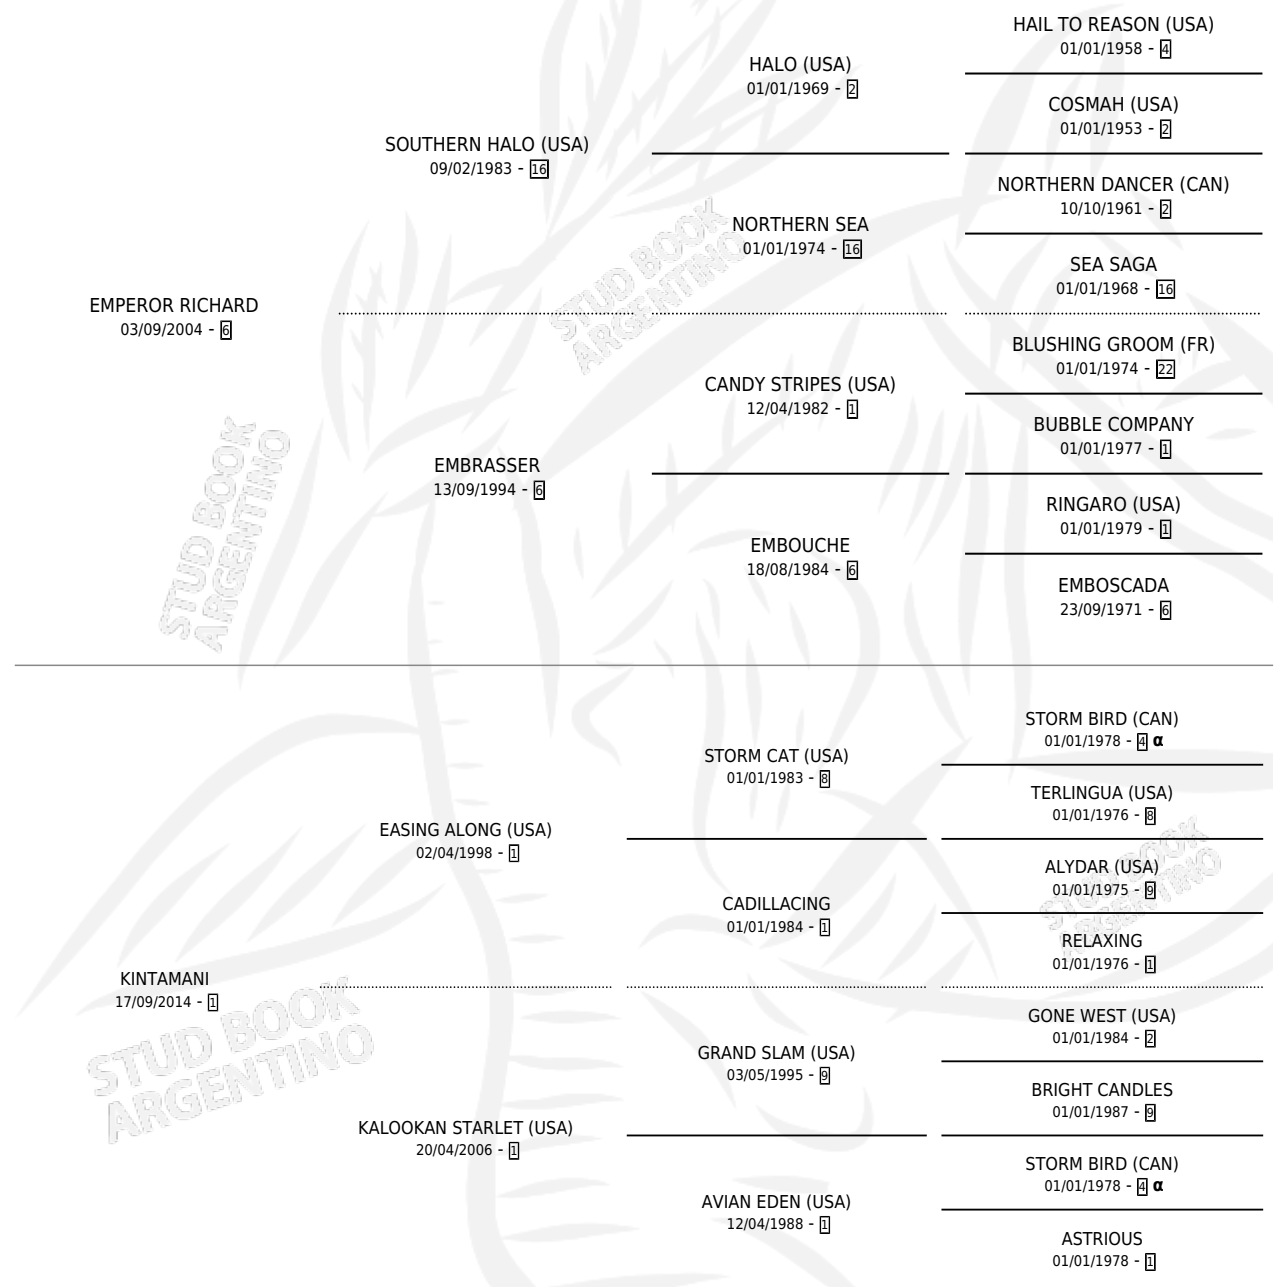 HAIL TO REASON (USA)
01/01/1958 - 4
HALO (USA)
01/01/1969 - 2
COSMAH (USA)
01/01/1953 - 2
SOUTHERN HALO (USA)
09/02/1983 - 16
NORTHERN DANCER (CAN)
10/10/1961 - 2
NORTHERN SEA
01/01/1974 - 16
SEA SAGA
01/01/1968 - 16
STUD BOOK
ARGENTINO
EMPEROR RICHARD
03/09/2004 - 6
BLUSHING GROOM (FR)
01/01/1974 - 22
CANDY STRIPES (USA)
12/04/1982 - 1
BUBBLE COMPANY
01/01/1977 - 1
EMBRASSER
13/09/1994 - 6
RINGARO (USA)
01/01/1979 - 1
EMBOUCHE
18/08/1984 - 6
EMBOSCADA
23/09/1971 - 6
STUD BOOK
ARGENTINO
STORM BIRD (CAN)
01/01/1978 - 4 α
STORM CAT (USA)
01/01/1983 - 8
TERLINGUA (USA)
01/01/1976 - 8
EASING ALONG (USA)
02/04/1998 - 1
ALYDAR (USA)
01/01/1975 - 9
CADILLACING
01/01/1984 - 1
RELAXING
01/01/1976 - 1
STUD BOOK
ARGENTINO
KINTAMANI
17/09/2014 - 1
GONE WEST (USA)
01/01/1984 - 2
GRAND SLAM (USA)
03/05/1995 - 9
BRIGHT CANDLES
01/01/1987 - 9
KALOOKAN STARLET (USA)
20/04/2006 - 1
STORM BIRD (CAN)
01/01/1978 - 4 α
AVIAN EDEN (USA)
12/04/1988 - 1
ASTRIOUS
01/01/1978 - 1
STUD BOOK
ARGENTINO